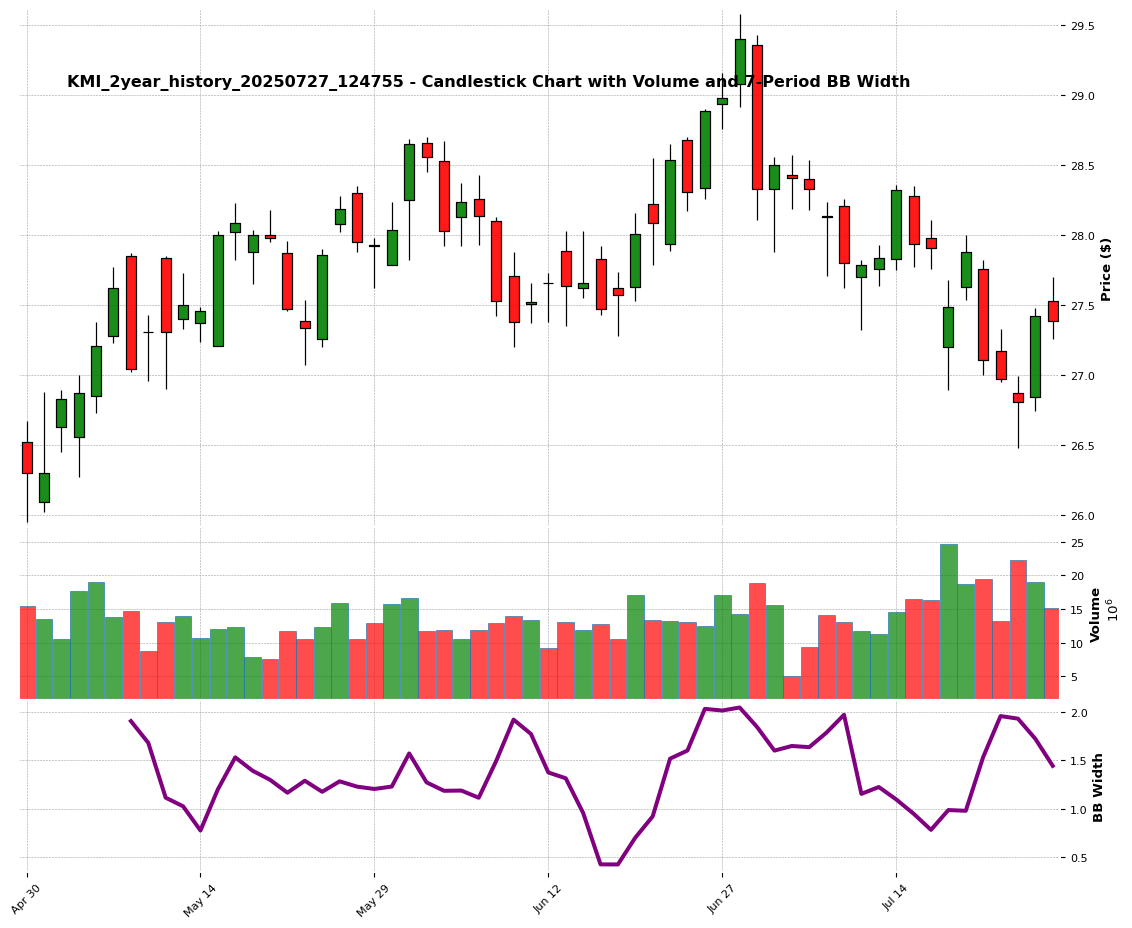 KMI_2year_history_20250727_124755 - Candlestick Chart with Volume and 7-Period BB Width
29.5
29.0
28.5
28.0
27.5
27.0
26.5
26.0
Price ($)
25
20
15
10
5
Volume
10^6
2.0
1.5
1.0
0.5
BB Width
Apr 30
May 14
May 29
Jun 12
Jun 27
Jul 14